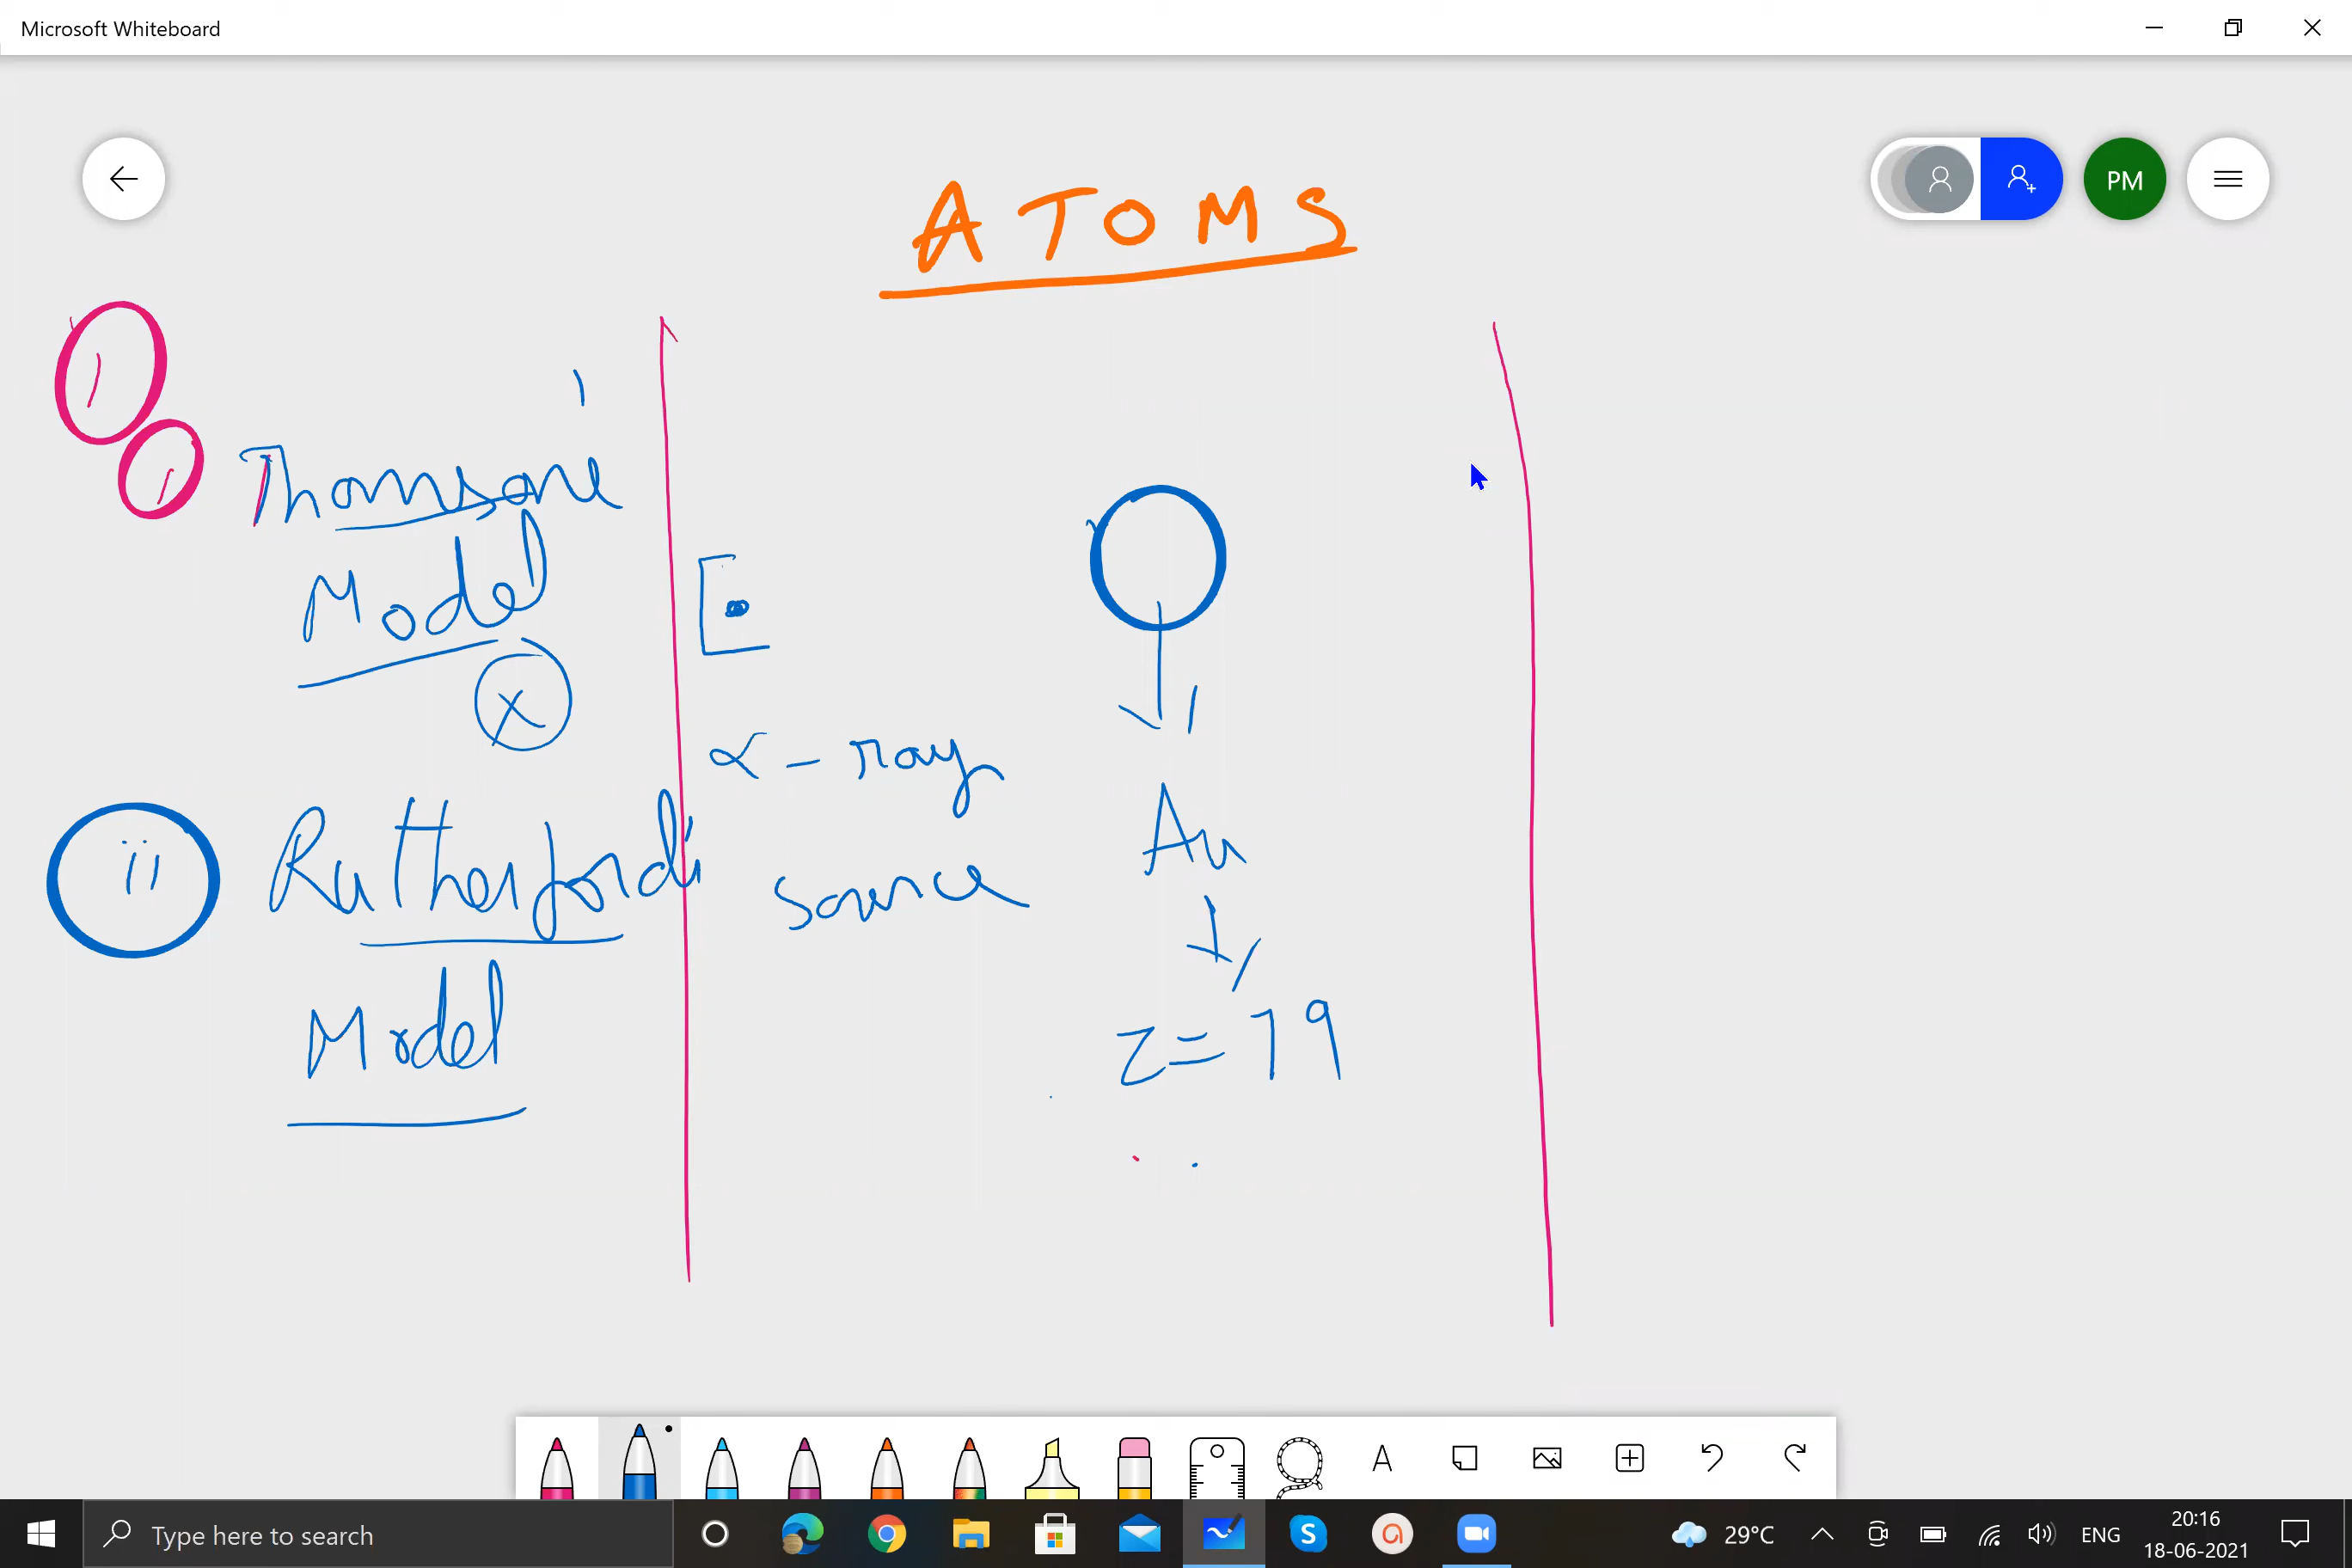 Microsoft Whiteboard
PM
ATOMS
Thomson's
Model
X
α - ray
source
ii
Rutherford's
Model
Au
Z = 79
A
Type here to search
29°C
ENG
20:16
18-06-2021